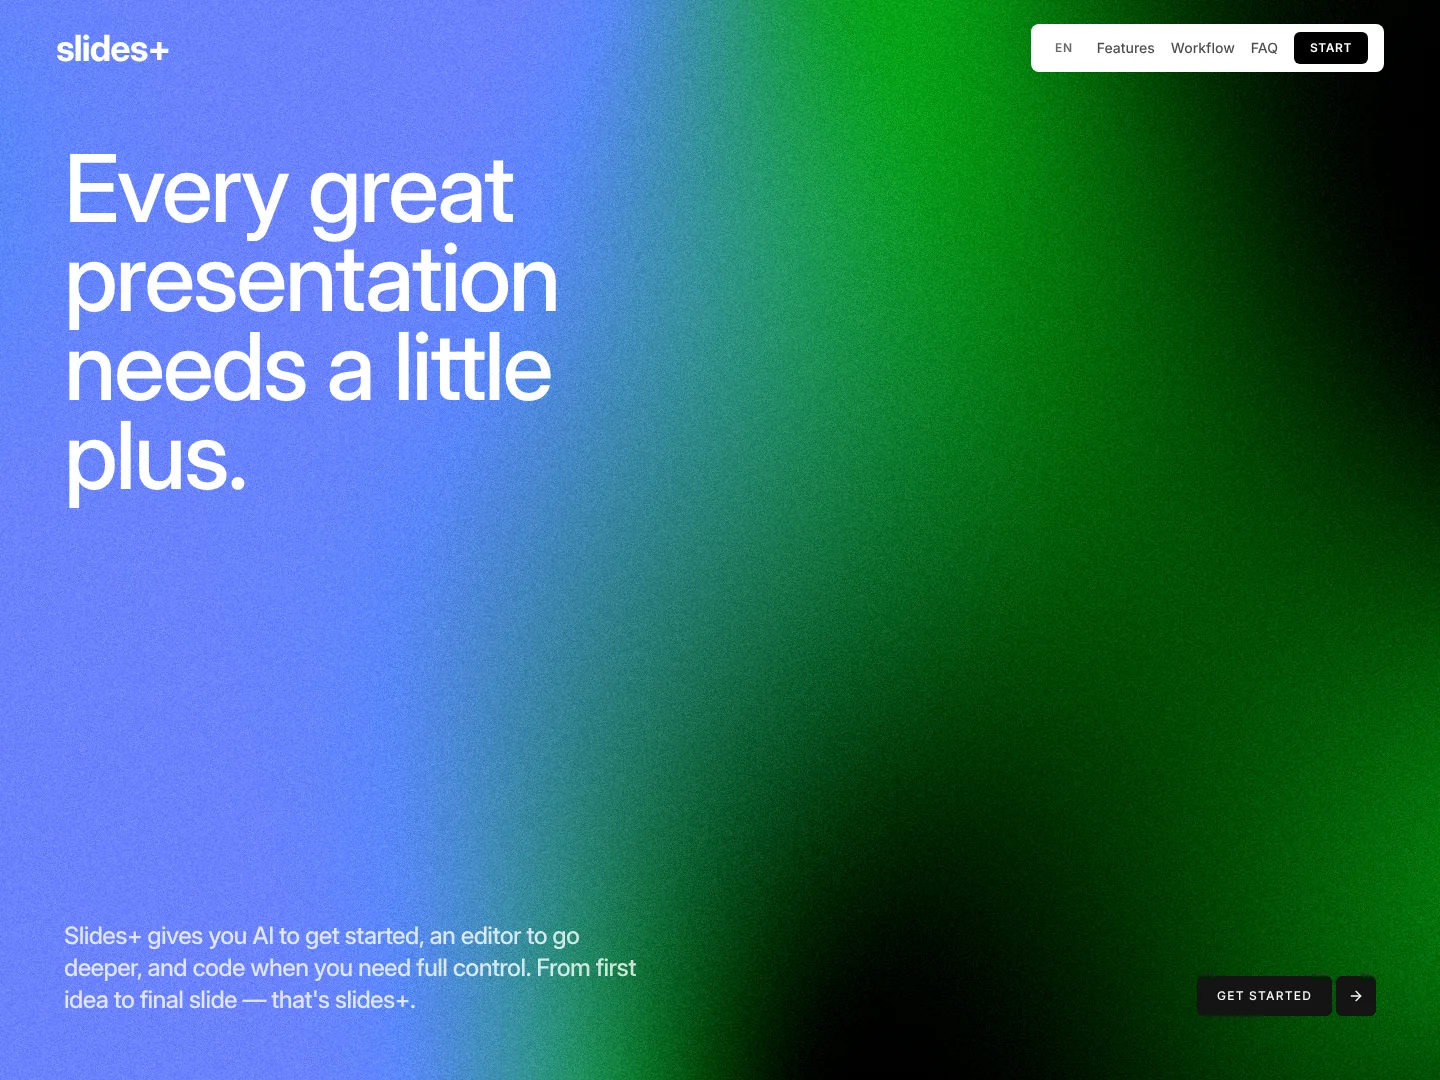 slides+
EN Features Workflow FAQ START
Every great
presentation
needs a little
plus.
Slides+ gives you AI to get started, an editor to go
deeper, and code when you need full control. From first
idea to final slide — that's slides+.
GET STARTED →